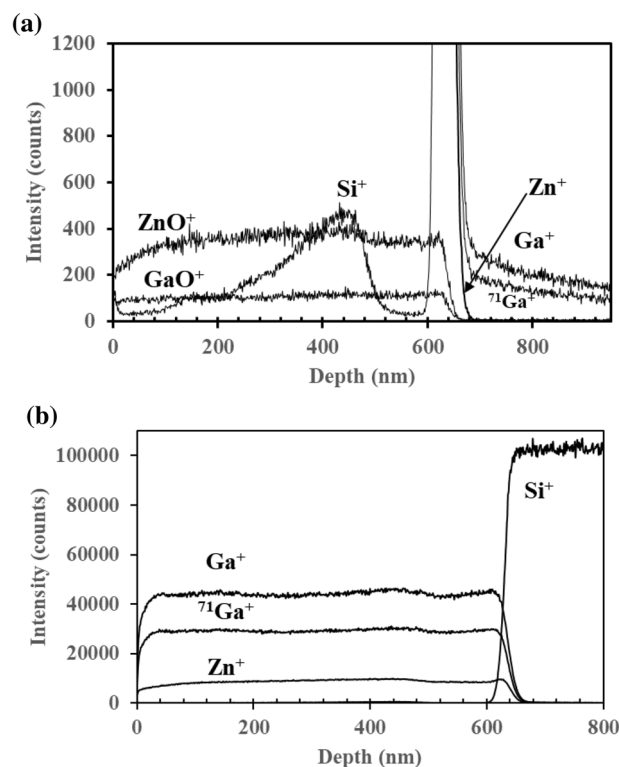 (a)
Intensity (counts)
1200
1000
800
600
400
200
0
ZnO⁺
GaO⁺
Si⁺
Zn⁺
Ga⁺
⁷¹Ga⁺
0 200 400 600 800
Depth (nm)
(b)
Intensity (counts)
100000
80000
60000
40000
20000
0
Si⁺
Ga⁺
⁷¹Ga⁺
Zn⁺
0 200 400 600 800
Depth (nm)